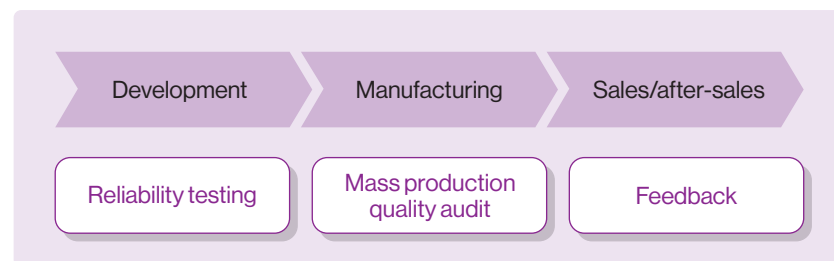 Development
Manufacturing
Sales/after-sales
Reliability testing
Mass production
quality audit
Feedback